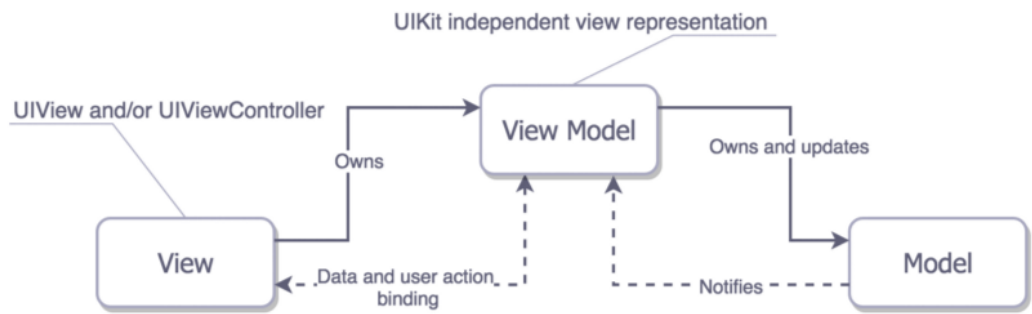 UIKit independent view representation
UIView and/or UIViewController
View Model
Owns
Owns and updates
View
Data and user action
binding
Notifies
Model